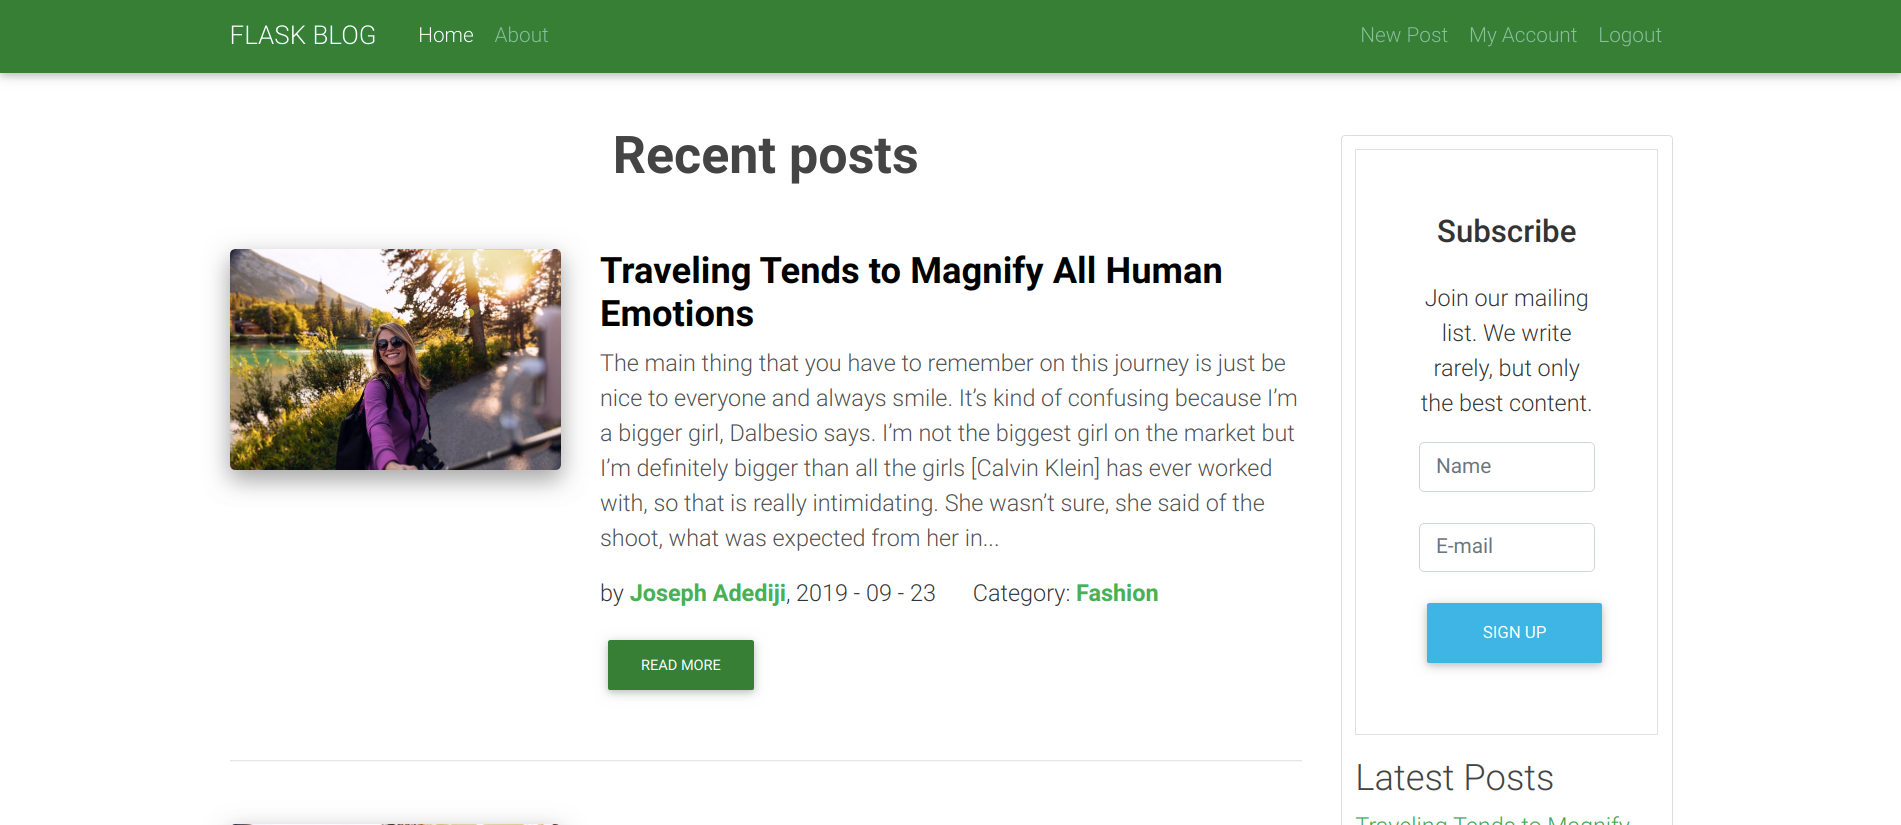 FLASK BLOG Home About New Post My Account Logout
Recent posts
Traveling Tends to Magnify All Human
Emotions
The main thing that you have to remember on this journey is just be
nice to everyone and always smile. It’s kind of confusing because I’m
a bigger girl, Dalbesio says. I’m not the biggest girl on the market but
I’m definitely bigger than all the girls [Calvin Klein] has ever worked
with, so that is really intimidating. She wasn’t sure, she said of the
shoot, what was expected from her in...
by Joseph Adediji, 2019 - 09 - 23 Category: Fashion
READ MORE
Subscribe
Join our mailing
list. We write
rarely, but only
the best content.
Name
E-mail
SIGN UP
Latest Posts
Traveling Tends to Magnify